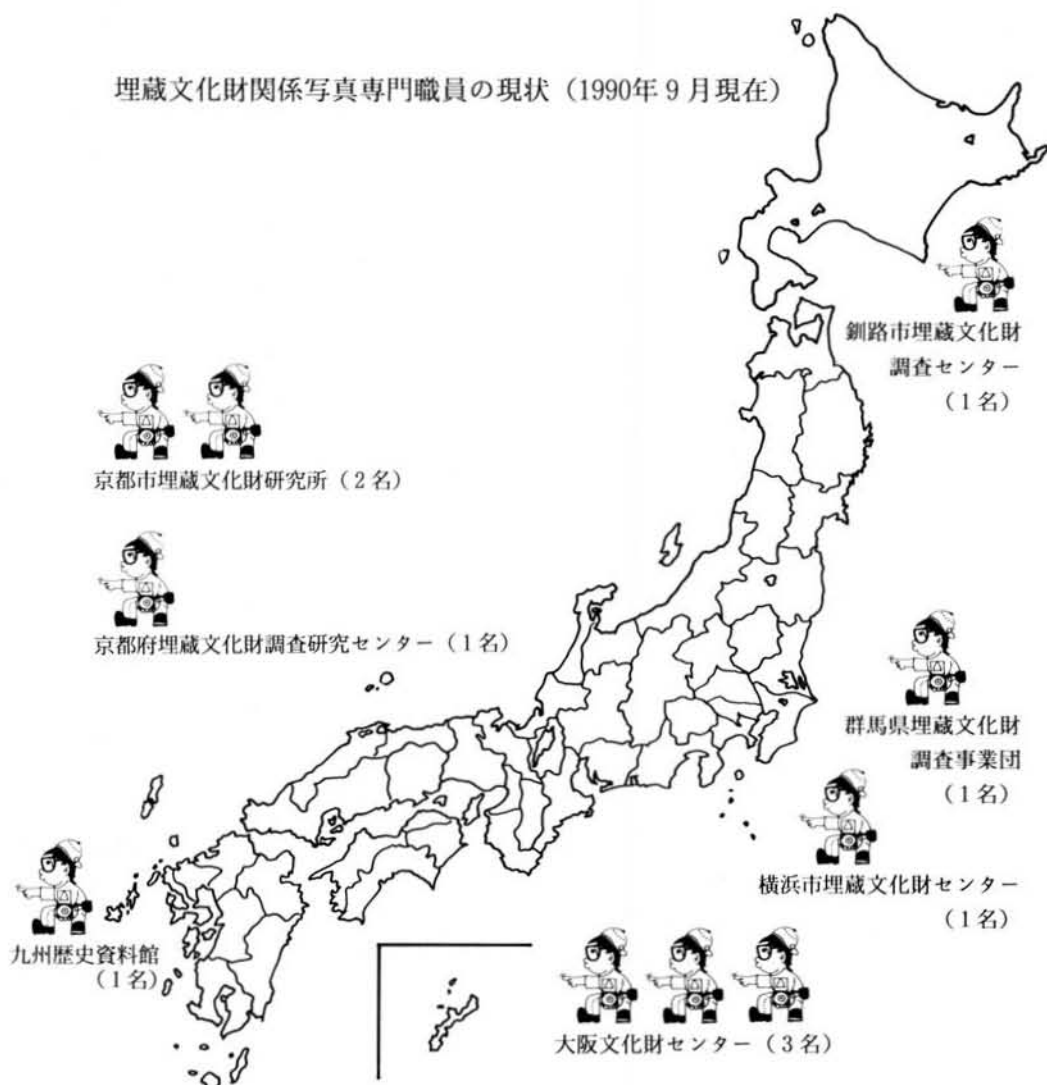 埋蔵文化財関係写真専門職員の現状（1990年9月現在）
釧路市埋蔵文化財
調査センター
（1名）
京都市埋蔵文化財研究所（2名）
京都府埋蔵文化財調査研究センター（1名）
群馬県埋蔵文化財
調査事業団
（1名）
横浜市埋蔵文化財センター
（1名）
九州歴史資料館
（1名）
大阪文化財センター（3名）